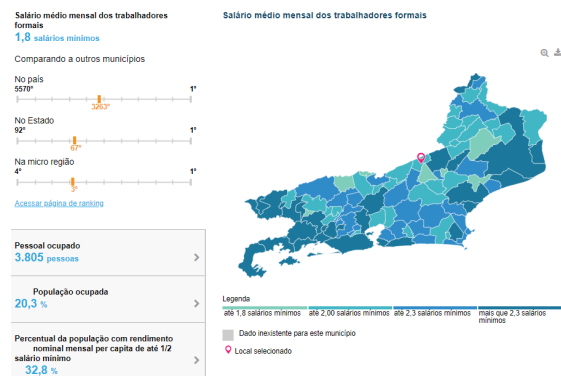 Salário médio mensal dos trabalhadores
formais
1,8 salários mínimos
Comparando a outros municípios
No país
5570° 1°
3263°
No Estado
92° 1°
67°
Na micro região
4° 1°
3°
Acessar página de ranking
Pessoal ocupado
3.805 pessoas
População ocupada
20,3 %
Percentual da população com rendimento
nominal mensal per capita de até 1/2
salário mínimo
32,8 %
Salário médio mensal dos trabalhadores formais
Legenda
até 1,8 salários mínimos até 2,00 salários mínimos até 2,3 salários mínimos mais que 2,3 salários
mínimos
Dado inexistente para este município
Local selecionado